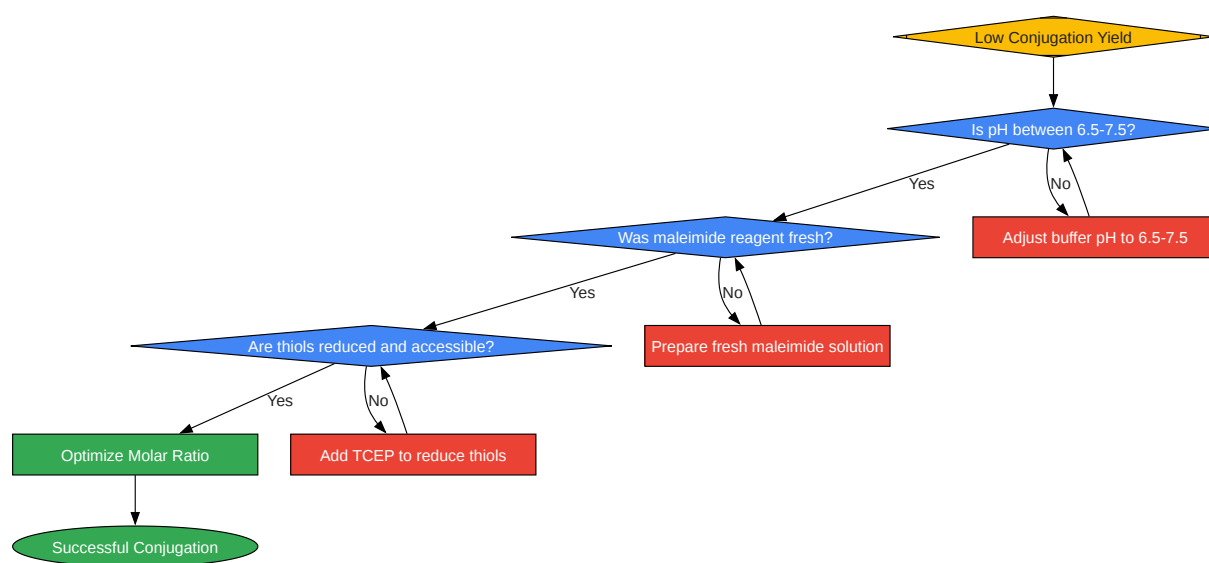 Low Conjugation Yield
Is pH between 6.5-7.5?
Yes
No
Was maleimide reagent fresh?
Adjust buffer pH to 6.5-7.5
Yes
No
Are thiols reduced and accessible?
Prepare fresh maleimide solution
Yes
No
Optimize Molar Ratio
Add TCEP to reduce thiols
Successful Conjugation